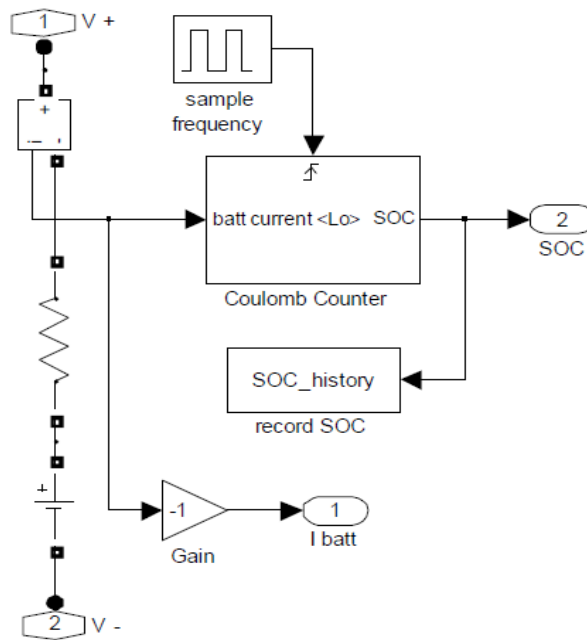 1
V +
sample
frequency
+
i -
batt current <Lo>
SOC
Coulomb Counter
2
SOC
SOC_history
record SOC
+
-1
Gain
1
I batt
2
V -